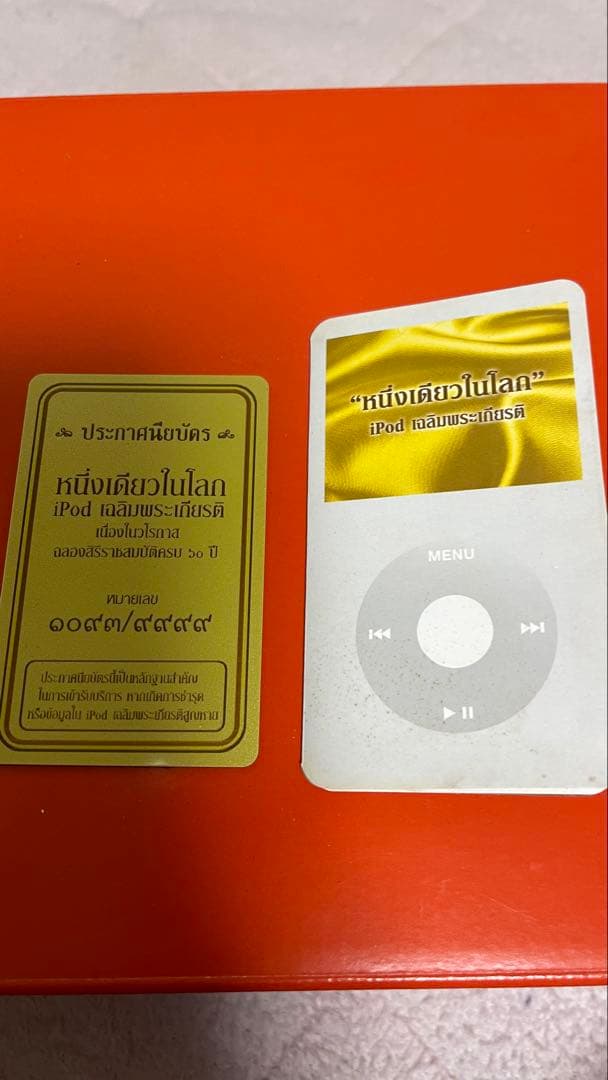 ประกาศนียบัตร
หนึ่งเดียวในโลก
iPod เฉลิมพระเกียรติ
เนื่องในวโรกาส
ฉลองสิริราชสมบัติครบ ๖๐ ปี
หมายเลข
๑๐๙๓/๙๙๙๙
ประกาศนียบัตรนี้เป็นหลักฐานสำคัญ
ในการเข้ารับบริการ หากเกิดการชำรุด
หรือข้อมูลใน iPod เฉลิมพระเกียรติสูญหาย
“หนึ่งเดียวในโลก”
iPod เฉลิมพระเกียรติ
MENU